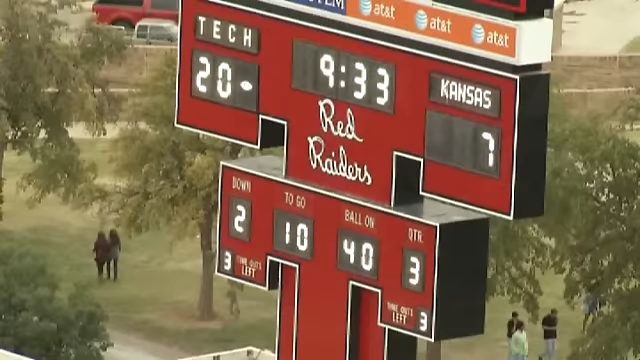 at&t at&t at&t
TECH
20-
9:33
KANSAS
7
Red
Raiders
DOWN
2
TO GO
10
BALL ON
40
QTR.
3
3 TIME OUTS
LEFT
TIME OUTS
LEFT 3